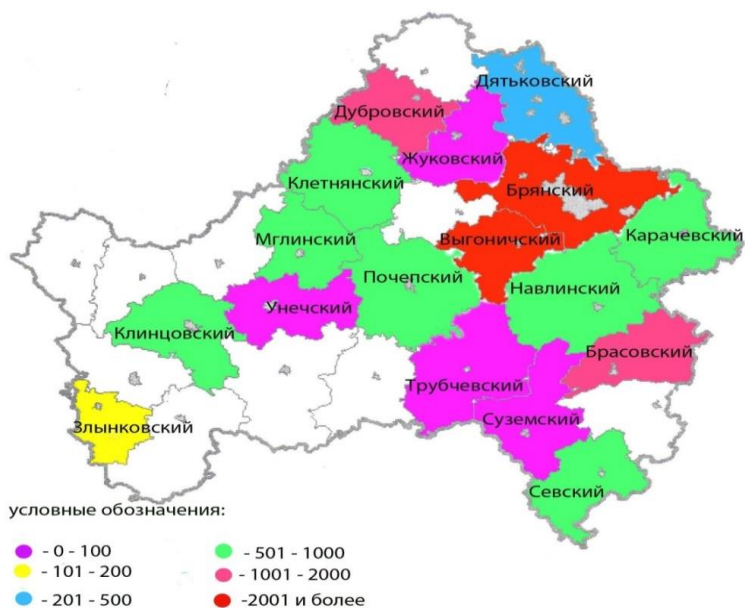 Дятьковский
Дубровский
Жуковский
Клетнянский
Брянский
Мглинский
Выгоничский
Карачевский
Почепский
Навлинский
Унечский
Клинцовский
Брасовский
Трубчевский
Суземский
Злынковский
Севский
условные обозначения:
- 0 - 100
- 101 - 200
- 201 - 500
- 501 - 1000
- 1001 - 2000
-2001 и более